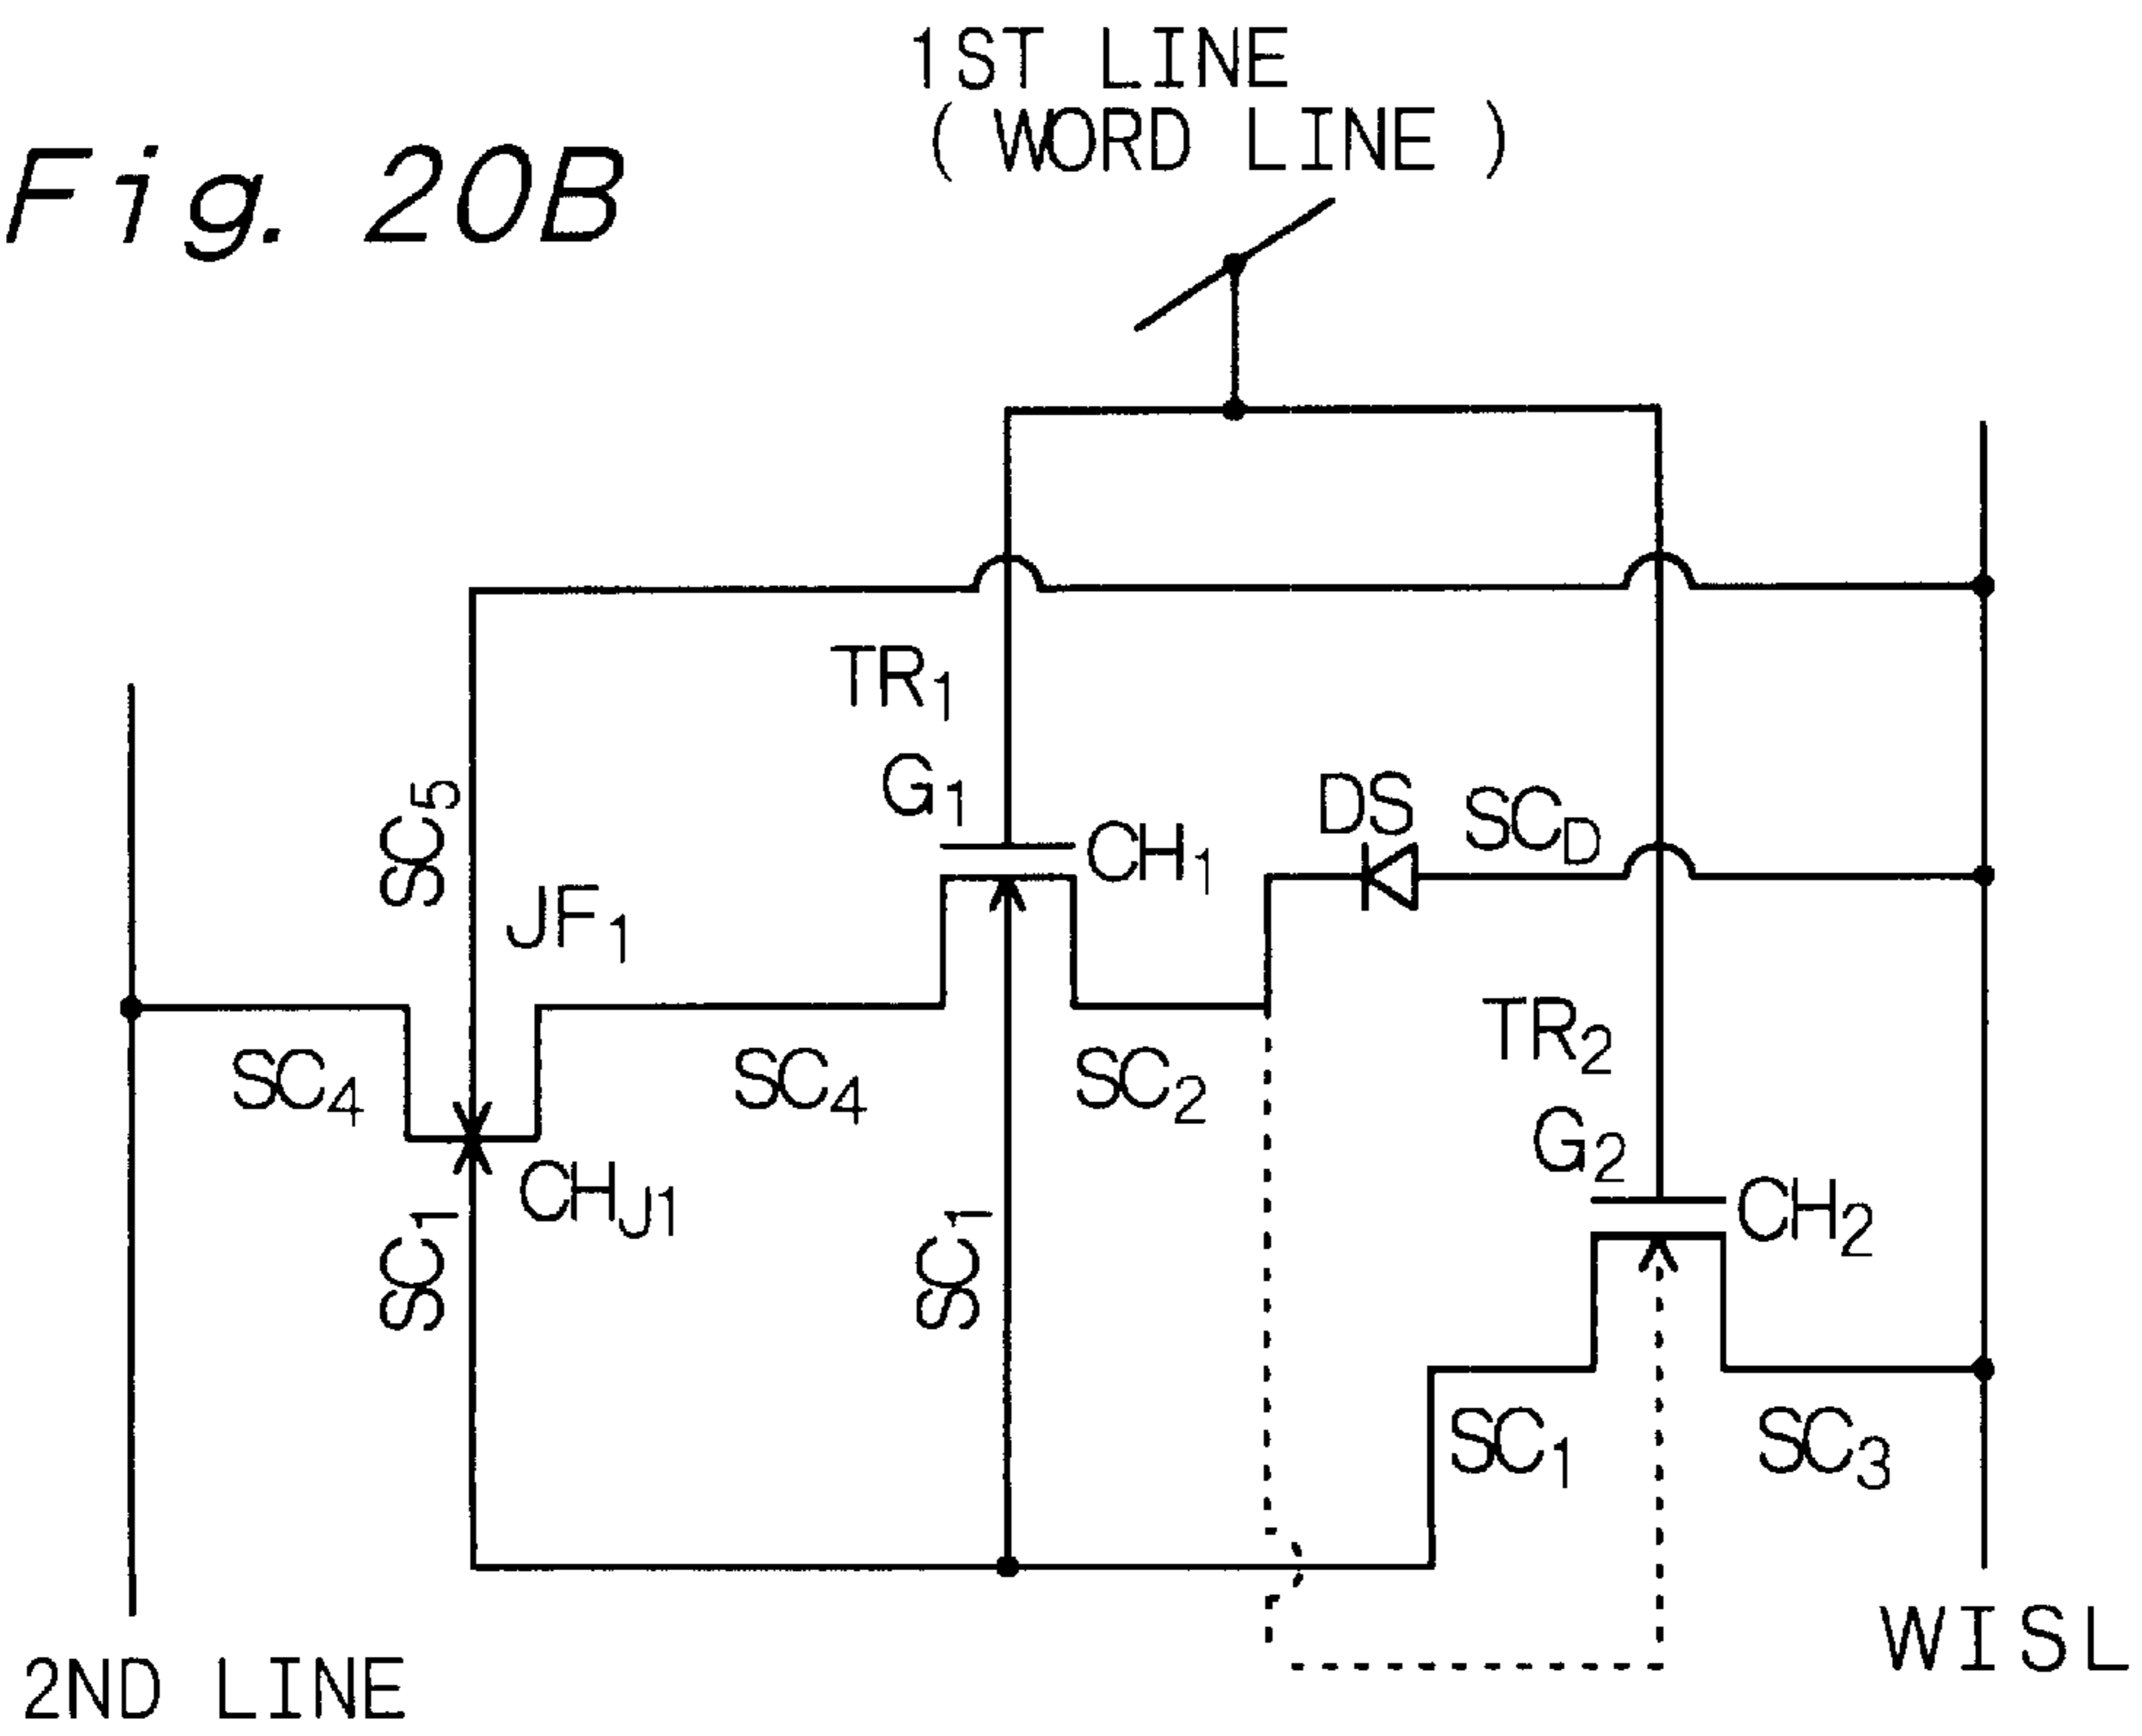 1ST LINE
( WORD LINE )
Fig. 20B
TR1
G1
CH1
SC5
JF1
DS
SCD
SC4
SC4
SC2
TR2
G2
CH2
CHJ1
SC1
SC1
SC1
SC3
WISL
2ND LINE